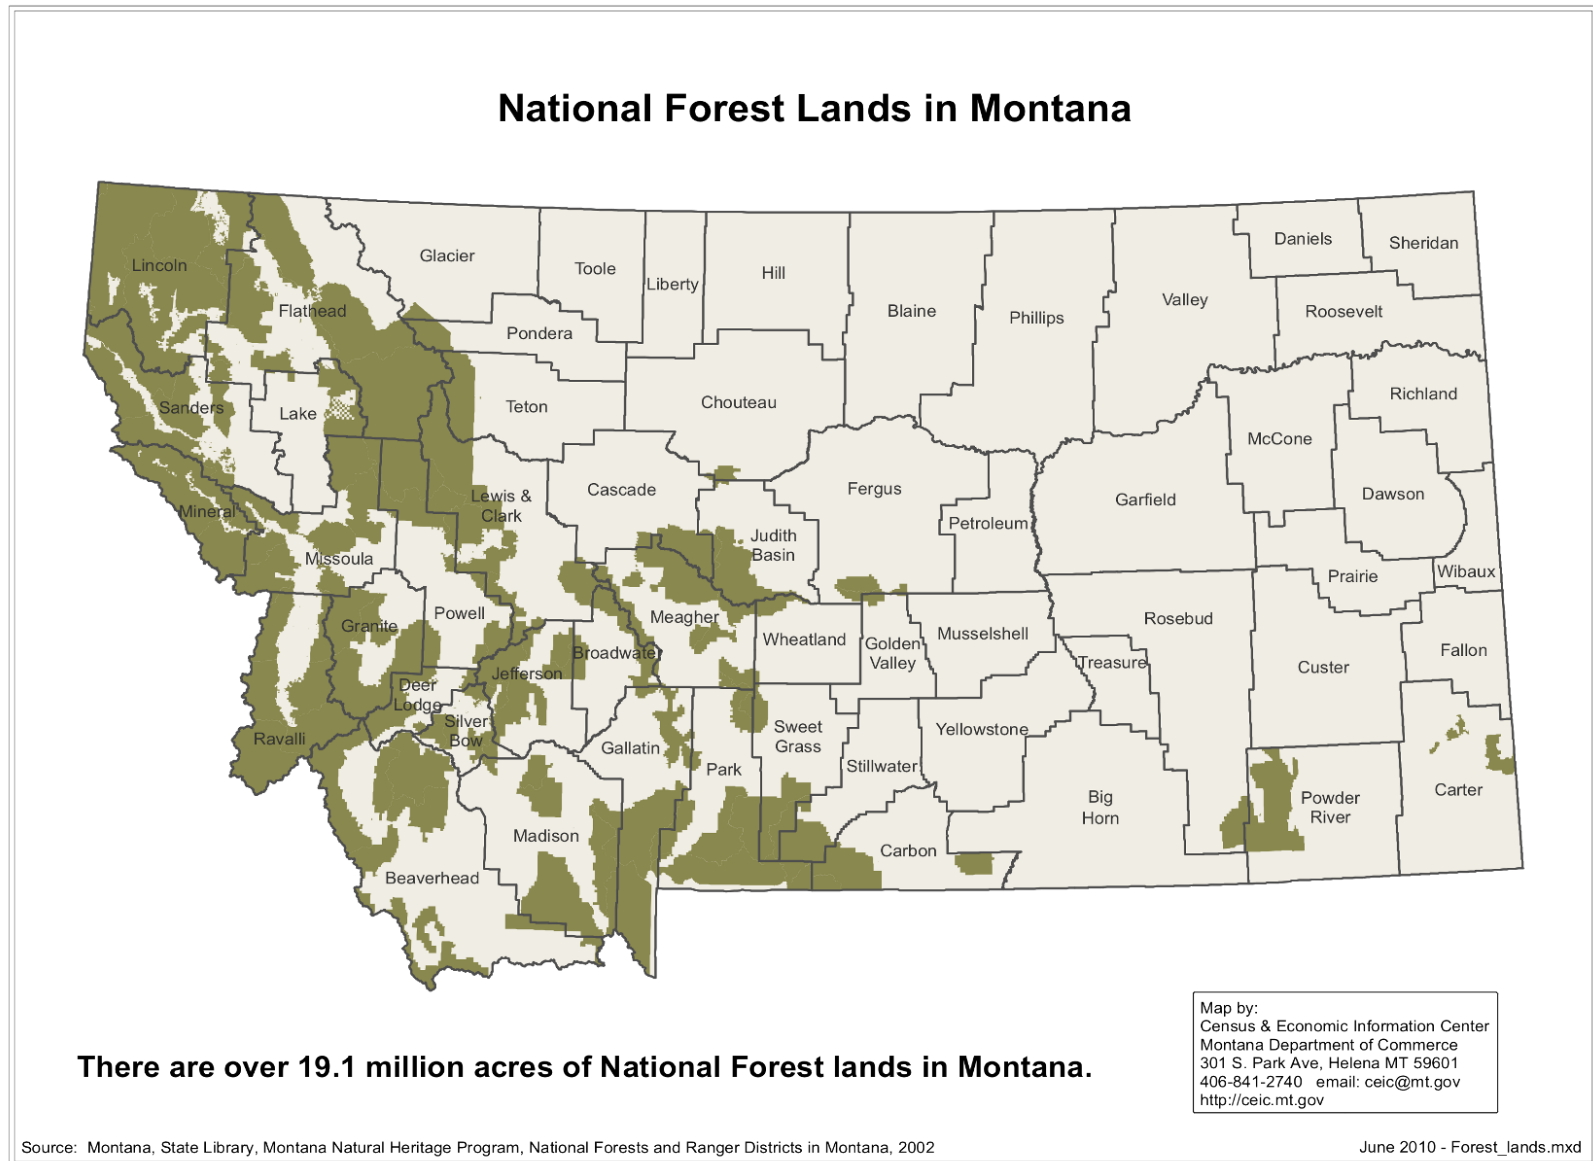 National Forest Lands in Montana
Glacier
Toole
Liberty
Hill
Blaine
Phillips
Valley
Daniels
Sheridan
Roosevelt
Lincoln
Flathead
Pondera
Teton
Chouteau
Richland
McCone
Sanders
Lake
Cascade
Fergus
Petroleum
Garfield
Dawson
Lewis &
Clark
Mineral
Missoula
Judith
Basin
Prairie
Wibaux
Powell
Granite
Meagher
Wheatland
Golden
Valley
Musselshell
Rosebud
Treasure
Custer
Fallon
Broadwater
Jefferson
Deer
Lodge
Silver
Bow
Ravalli
Gallatin
Park
Sweet
Grass
Stillwater
Yellowstone
Big
Horn
Powder
River
Carter
Madison
Carbon
Beaverhead
There are over 19.1 million acres of National Forest lands in Montana.
Map by:
Census & Economic Information Center
Montana Department of Commerce
301 S. Park Ave, Helena MT 59601
406-841-2740 email: ceic@mt.gov
http://ceic.mt.gov
Source: Montana, State Library, Montana Natural Heritage Program, National Forests and Ranger Districts in Montana, 2002
June 2010 - Forest_lands.mxd